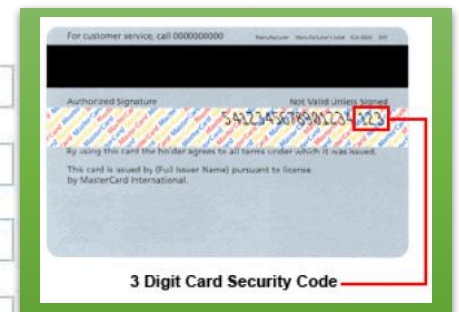 For customer service, call 0000000000
Authorized Signature Not Valid Unless Signed
5412345678901234 123
By using this card the holder agrees to all terms under which it was issued.
This card is issued by (Full Issuer Name) pursuant to license
by MasterCard International.
3 Digit Card Security Code